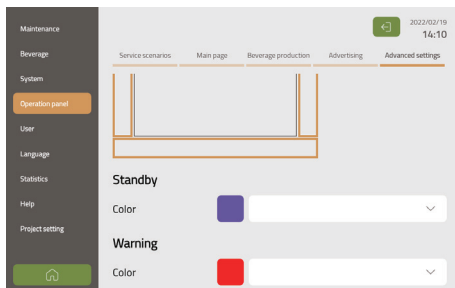 Maintenance
2022/02/19
14:10
Beverage
Service scenarios Main page Beverage production Advertising Advanced settings
System
Operation panel
User
Language
Statistics
Standby
Help
Color
Project setting
Warning
Color